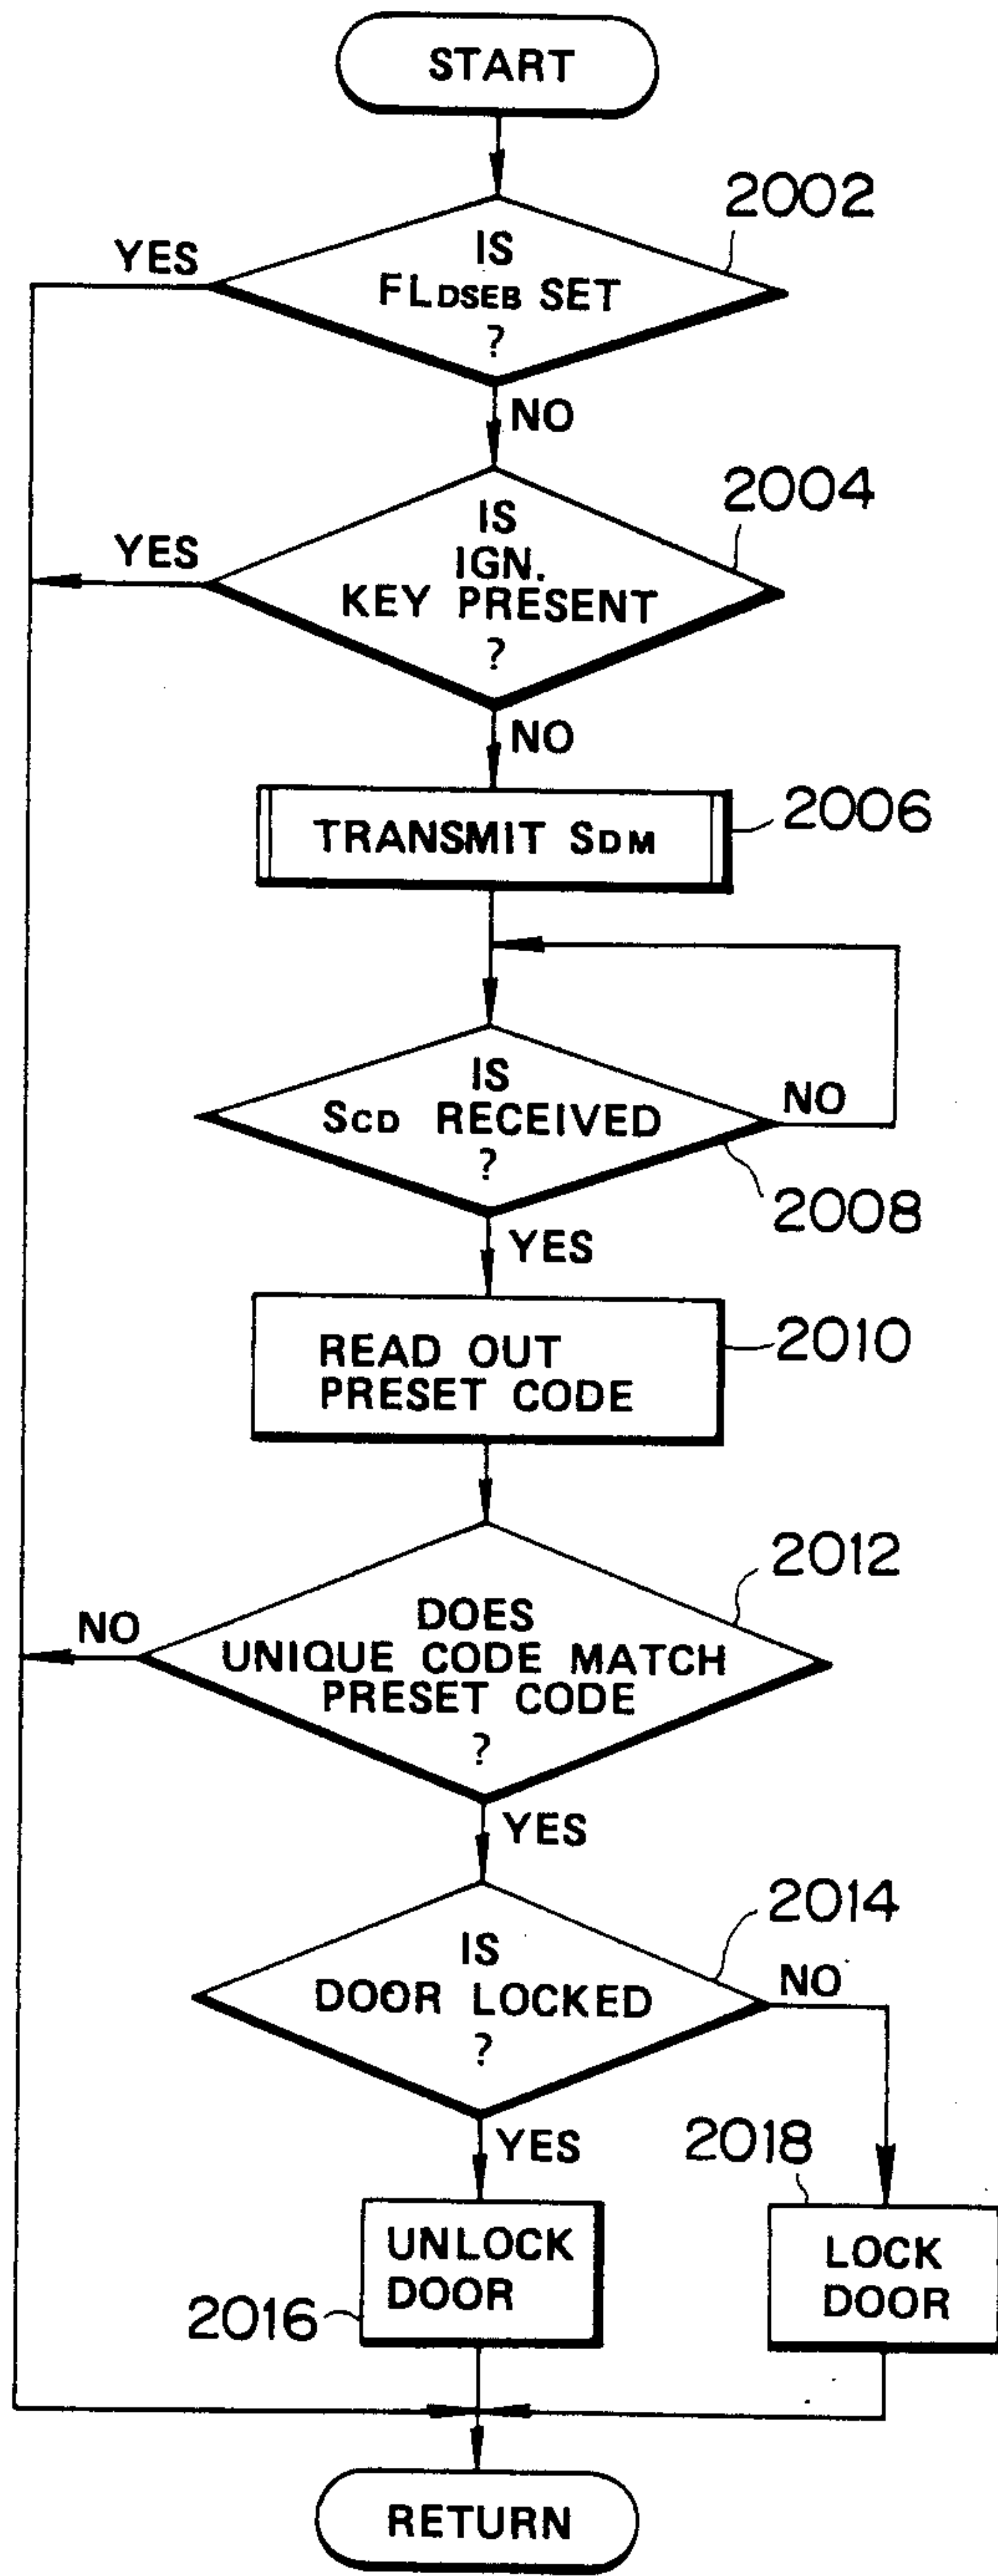 START
2002
YES
IS
FLDSEB SET
?
NO
2004
YES
IS
IGN.
KEY PRESENT
?
NO
2006
TRANSMIT SDM
IS
SCD RECEIVED
?
NO
2008
YES
2010
READ OUT
PRESET CODE
2012
NO
DOES
UNIQUE CODE MATCH
PRESET CODE
?
YES
2014
IS
DOOR LOCKED
?
NO
YES
2018
UNLOCK
DOOR
2016
LOCK
DOOR
RETURN